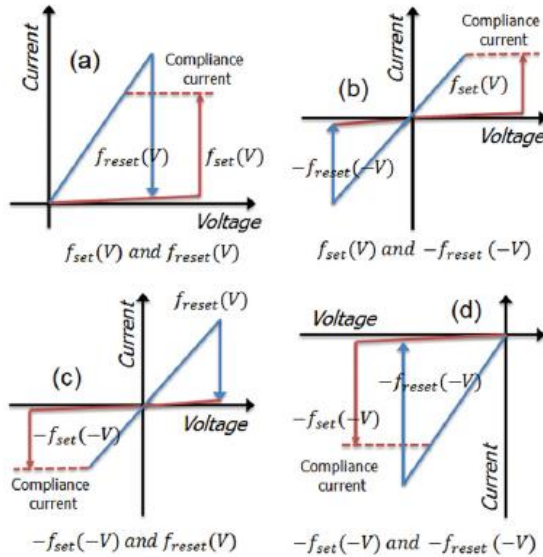 Current
(a)
Compliance
current
f_reset(V)
f_set(V)
Voltage
f_set(V) and f_reset(V)
Current
(b)
Compliance
current
f_set(V)
Voltage
−f_reset(−V)
f_set(V) and −f_reset(−V)
Current
(c)
f_reset(V)
Voltage
−f_set(−V)
Compliance
current
−f_set(−V) and f_reset(V)
Voltage
(d)
−f_reset(−V)
−f_set(−V)
Compliance
current
Current
−f_set(−V) and −f_reset(−V)